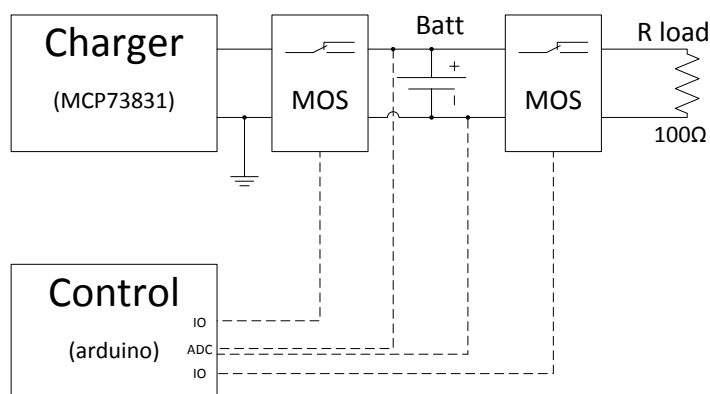 Charger
(MCP73831)
MOS
Batt
+
−
MOS
R load
100Ω
Control
(arduino)
IO
ADC
IO